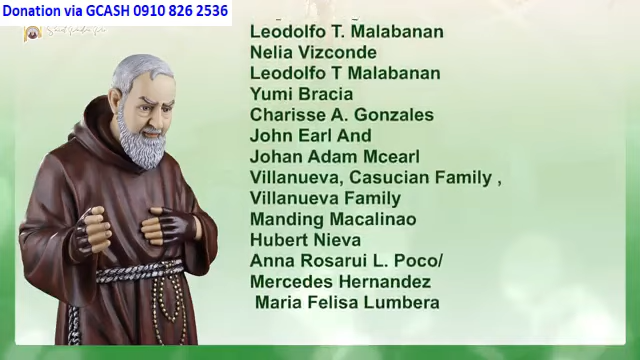 Donation via GCASH 0910 826 2536
Leodolfo T. Malabanan
Nelia Vizconde
Leodolfo T Malabanan
Yumi Bracia
Charisse A. Gonzales
John Earl And
Johan Adam Mcearl
Villanueva, Casucian Family ,
Villanueva Family
Manding Macalinao
Hubert Nieva
Anna Rosarui L. Poco/
Mercedes Hernandez
Maria Felisa Lumbera